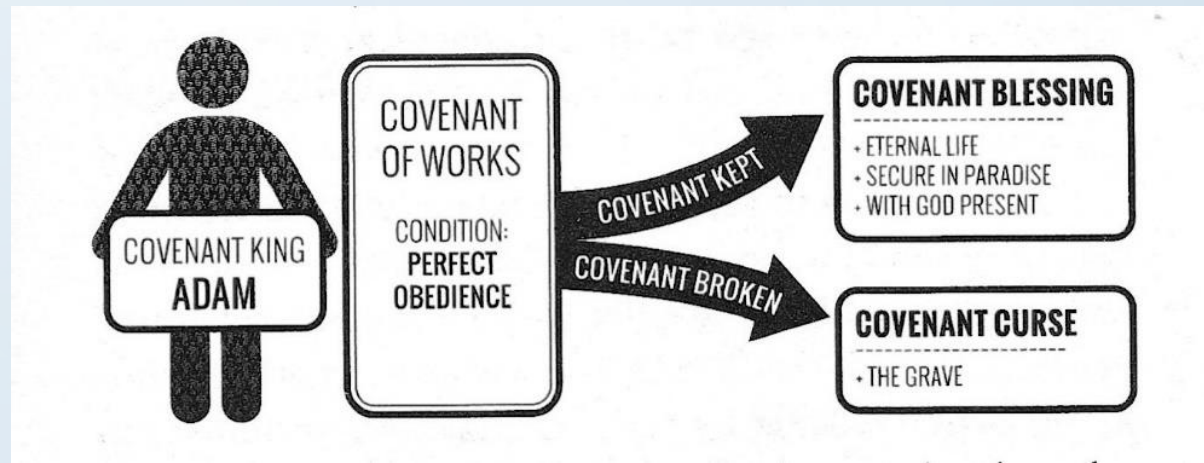 COVENANT KING
ADAM
COVENANT
OF WORKS
CONDITION:
PERFECT
OBEDIENCE
COVENANT KEPT
COVENANT BROKEN
COVENANT BLESSING
+ ETERNAL LIFE
+ SECURE IN PARADISE
+ WITH GOD PRESENT
COVENANT CURSE
+ THE GRAVE